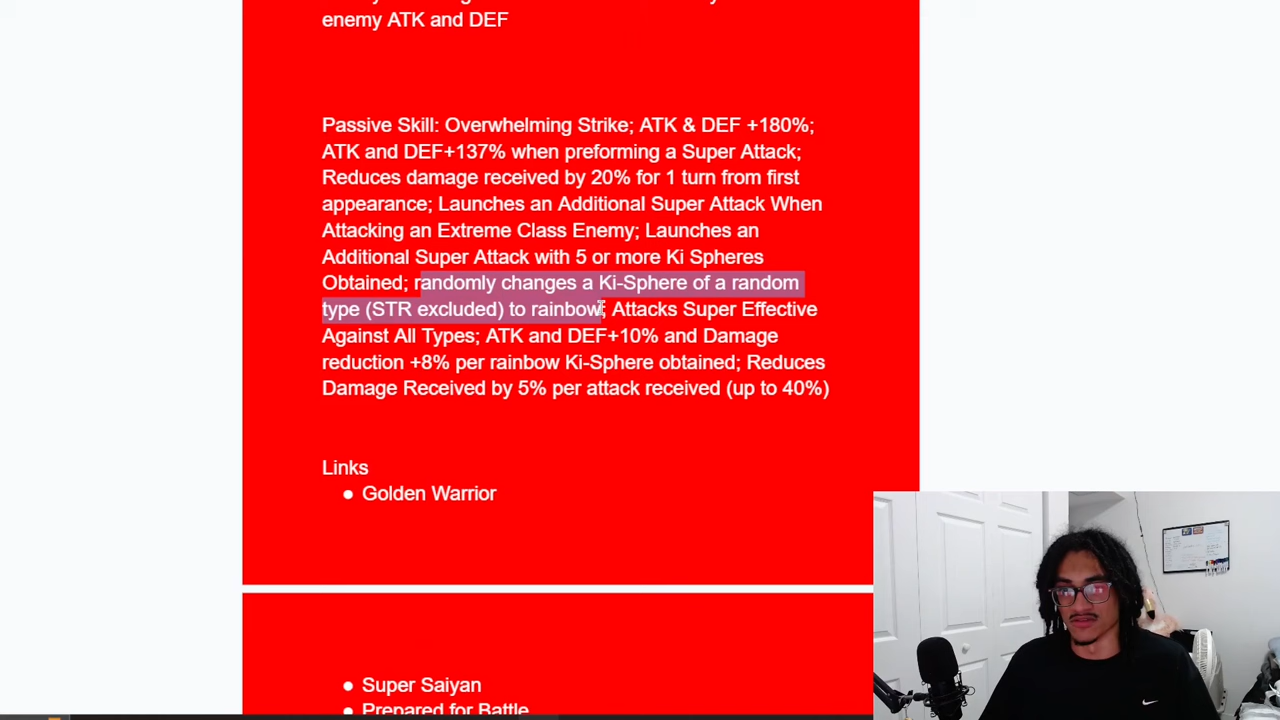 enemy ATK and DEF
Passive Skill: Overwhelming Strike; ATK & DEF +180%;
ATK and DEF+137% when preforming a Super Attack;
Reduces damage received by 20% for 1 turn from first
appearance; Launches an Additional Super Attack When
Attacking an Extreme Class Enemy; Launches an
Additional Super Attack with 5 or more Ki Spheres
Obtained; randomly changes a Ki-Sphere of a random
type (STR excluded) to rainbow; Attacks Super Effective
Against All Types; ATK and DEF+10% and Damage
reduction +8% per rainbow Ki-Sphere obtained; Reduces
Damage Received by 5% per attack received (up to 40%)
Links
● Golden Warrior
● Super Saiyan
● Prepared for Battle